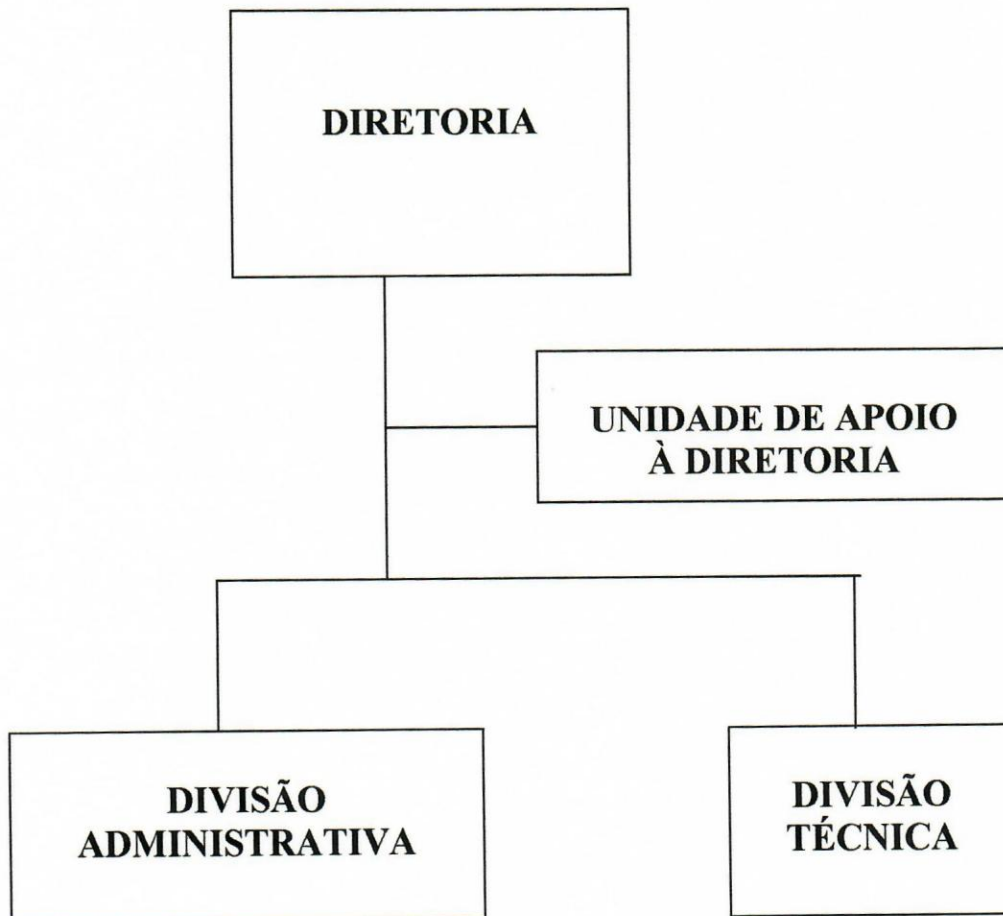 DIRETORIA
UNIDADE DE APOIO
À DIRETORIA
DIVISÃO
ADMINISTRATIVA
DIVISÃO
TÉCNICA